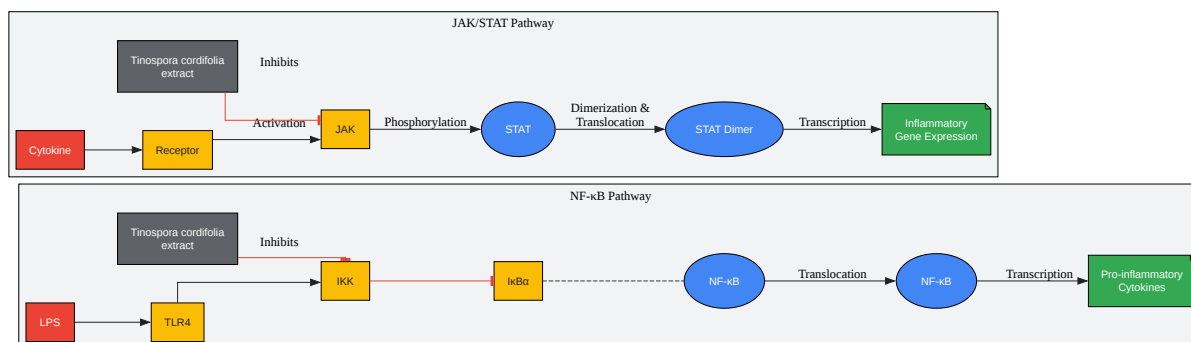 JAK/STAT Pathway
Tinospora cordifolia
extract
Inhibits
Cytokine
Receptor
Activation
JAK
Phosphorylation
STAT
Dimerization &
Translocation
STAT Dimer
Transcription
Inflammatory
Gene Expression
NF-κB Pathway
Tinospora cordifolia
extract
Inhibits
LPS
TLR4
IKK
IκBα
NF-κB
Translocation
NF-κB
Transcription
Pro-inflammatory
Cytokines